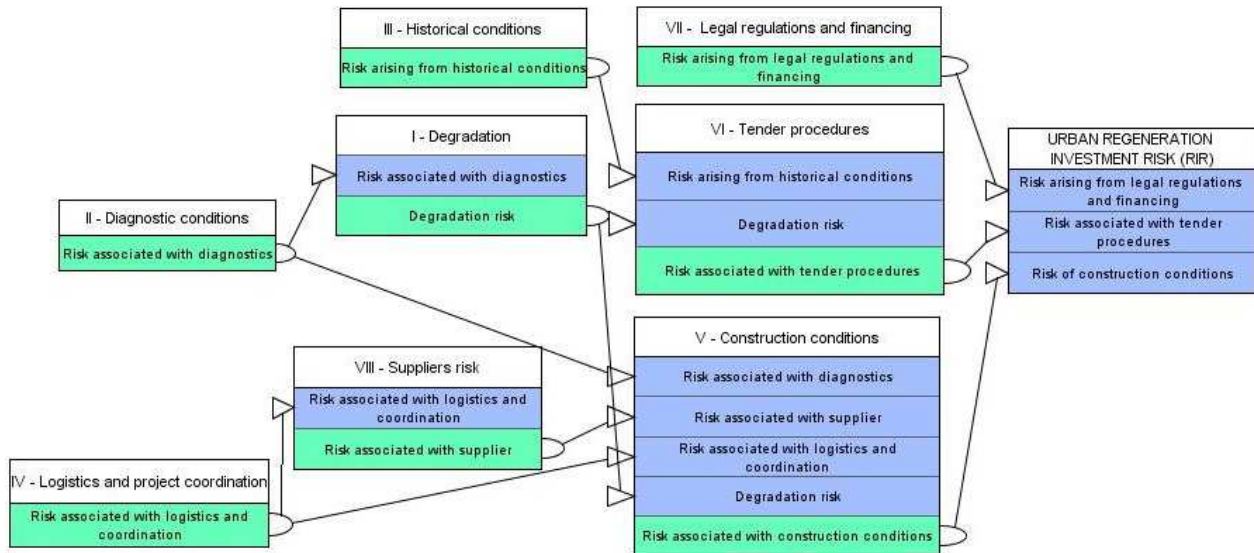 III - Historical conditions
Risk arising from historical conditions
VII - Legal regulations and financing
Risk arising from legal regulations and
financing
I - Degradation
Risk associated with diagnostics
Degradation risk
VI - Tender procedures
Risk arising from historical conditions
Degradation risk
Risk associated with tender procedures
URBAN REGENERATION
INVESTMENT RISK (RIR)
Risk arising from legal regulations
and financing
Risk associated with tender
procedures
Risk of construction conditions
II - Diagnostic conditions
Risk associated with diagnostics
VIII - Suppliers risk
Risk associated with logistics and
coordination
Risk associated with supplier
V - Construction conditions
Risk associated with diagnostics
Risk associated with supplier
Risk associated with logistics and
coordination
Degradation risk
Risk associated with construction conditions
IV - Logistics and project coordination
Risk associated with logistics and
coordination